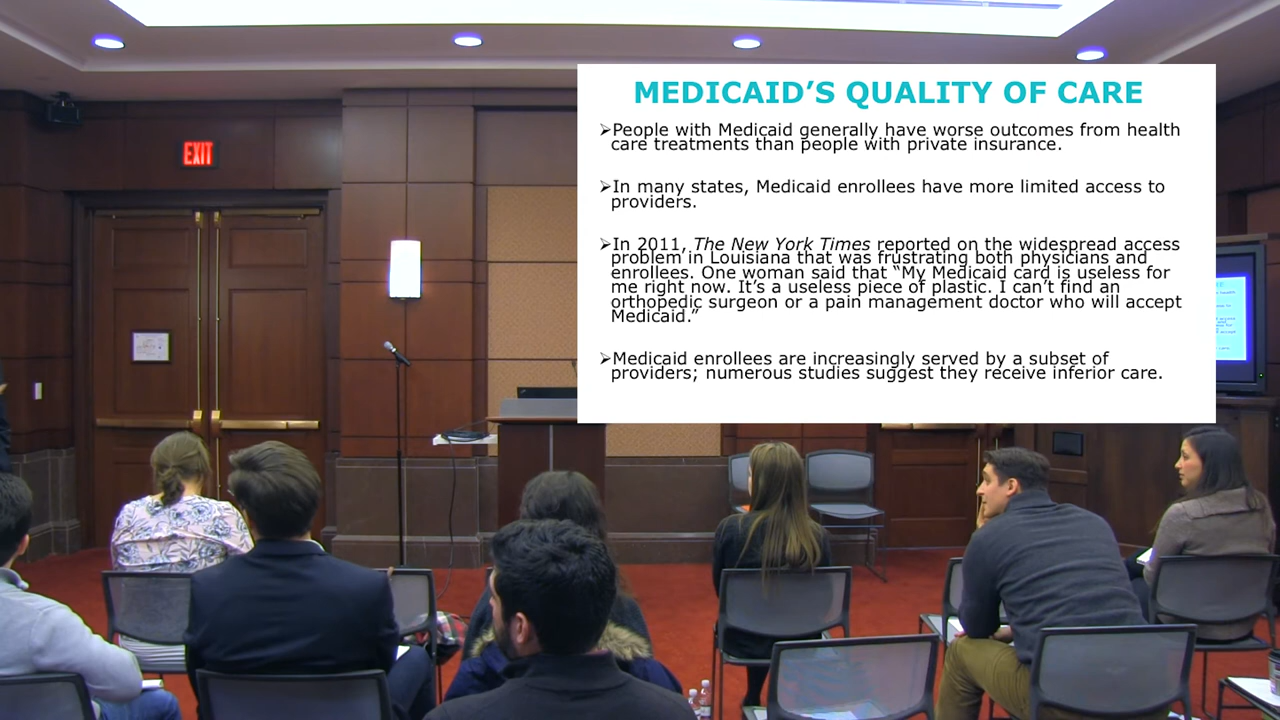 MEDICAID'S QUALITY OF CARE
➢People with Medicaid generally have worse outcomes from health
care treatments than people with private insurance.
➢In many states, Medicaid enrollees have more limited access to
providers.
➢In 2011, The New York Times reported on the widespread access
problem in Louisiana that was frustrating both physicians and
enrollees. One woman said that “My Medicaid card is useless for
me right now. It’s a useless piece of plastic. I can’t find an
orthopedic surgeon or a pain management doctor who will accept
Medicaid.”
➢Medicaid enrollees are increasingly served by a subset of
providers; numerous studies suggest they receive inferior care.
EXIT